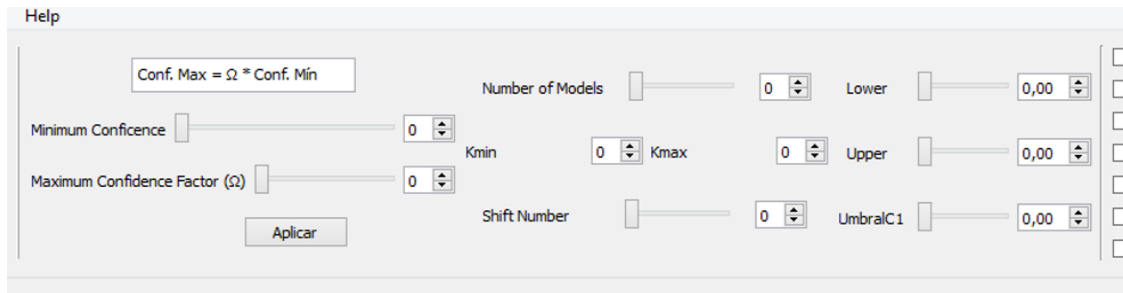 Help
Conf. Max = Ω * Conf. Mín
Minimum Conficence 0
Maximum Confidence Factor (Ω) 0
Aplicar
Number of Models 0
Kmin 0 Kmax 0
Shift Number 0
Lower 0,00
Upper 0,00
UmbralC1 0,00